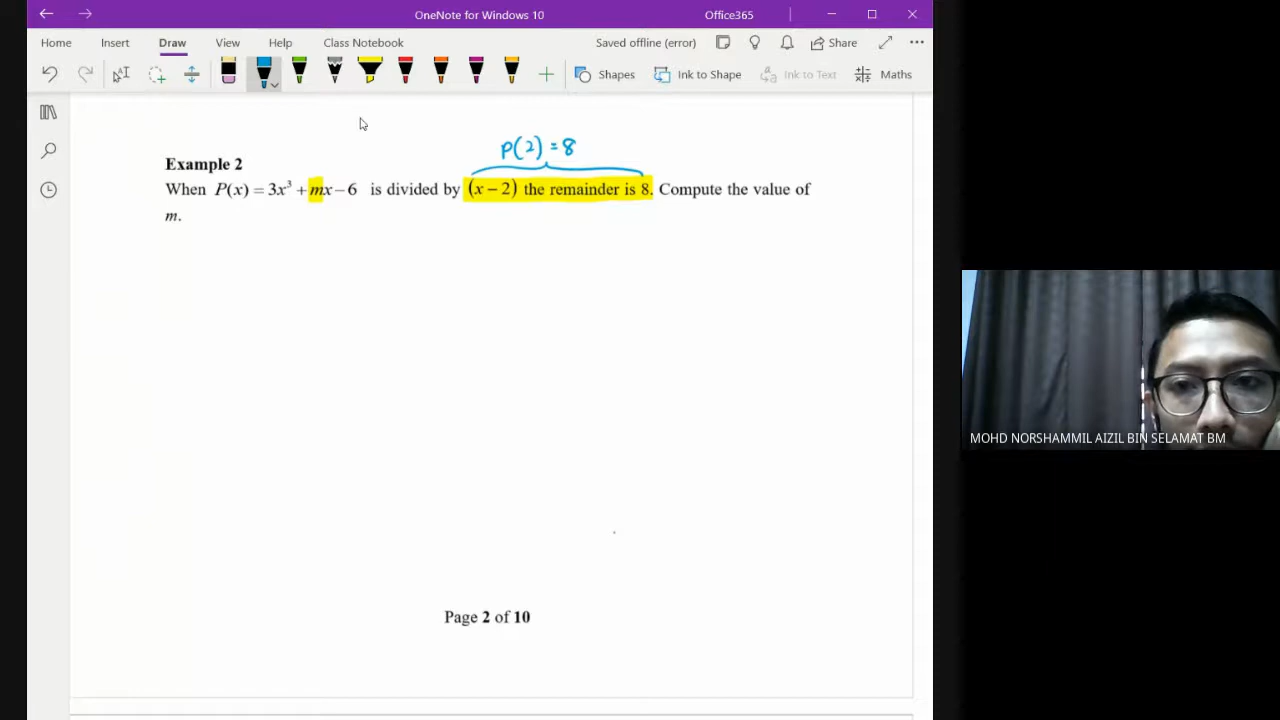 OneNote for Windows 10
Office365
Home Insert Draw View Help Class Notebook
Saved offline (error)
Share
Shapes
Ink to Shape
Ink to Text
Maths
P(2) = 8
Example 2
When P(x) = 3x³ + mx − 6 is divided by (x − 2) the remainder is 8. Compute the value of
m.
MOHD NORSHAMMIL AIZIL BIN SELAMAT BM
Page 2 of 10